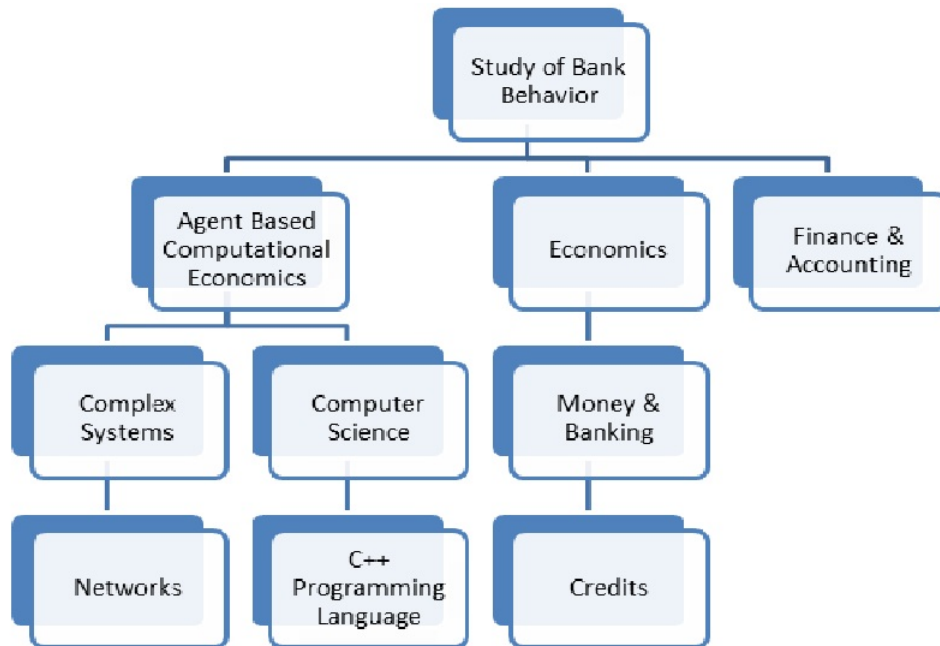 Study of Bank
Behavior
Agent Based
Computational
Economics
Economics
Finance &
Accounting
Complex
Systems
Computer
Science
Money &
Banking
Networks
C++
Programming
Language
Credits